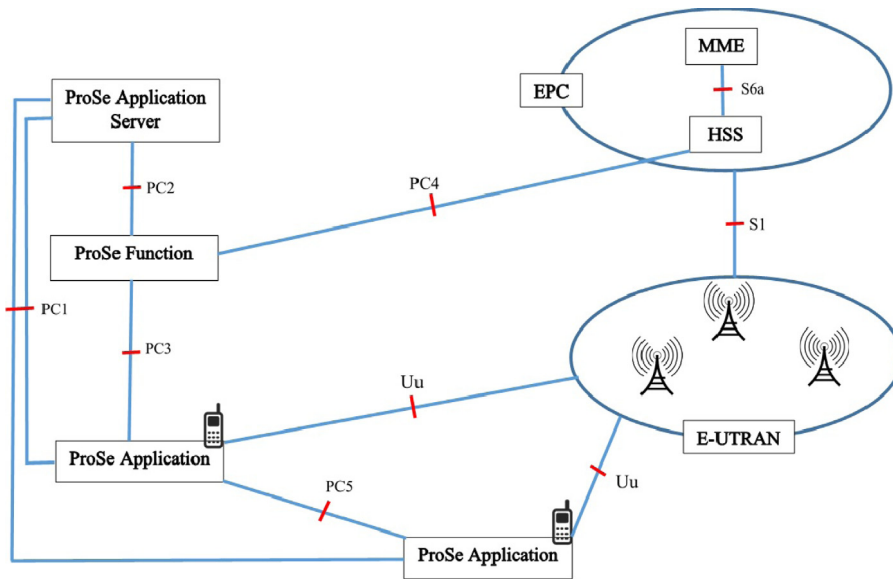 MME
S6a
EPC
HSS
ProSe Application
Server
PC2
PC4
S1
ProSe Function
PC1
PC3
Uu
E-UTRAN
ProSe Application
PC5
Uu
ProSe Application